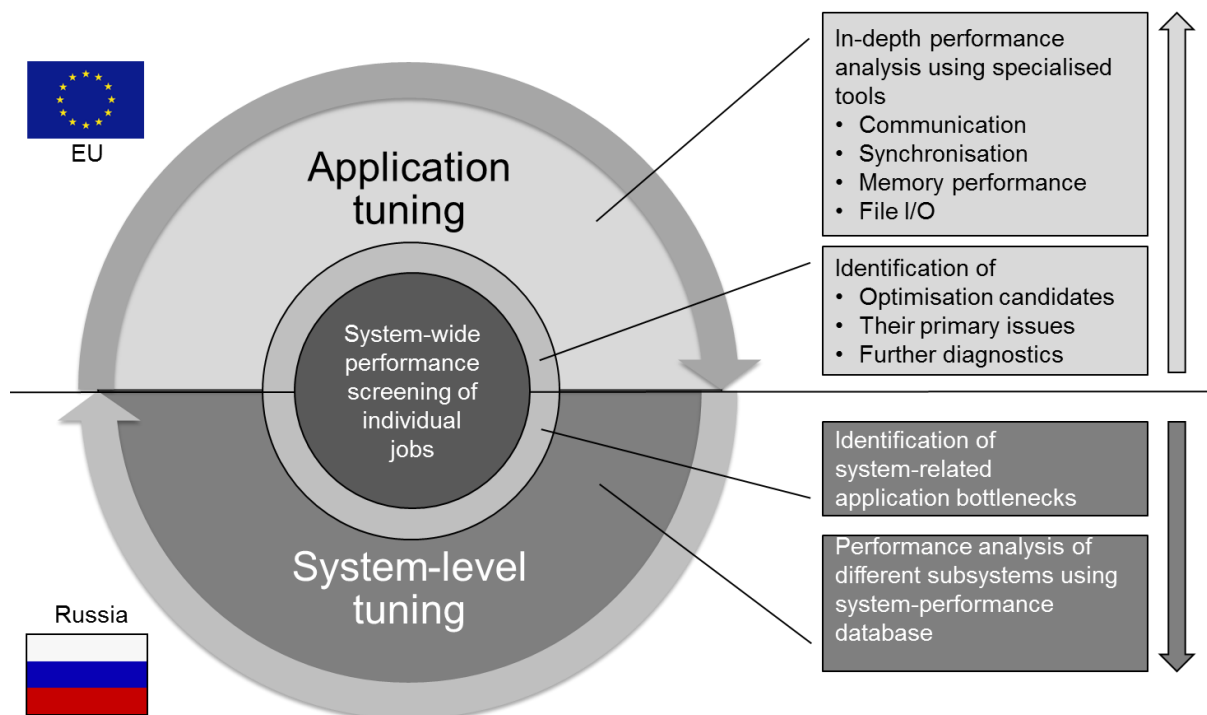 EU
Application
tuning
System-wide
performance
screening of
individual
jobs
System-level
tuning
Russia
In-depth performance
analysis using specialised
tools
• Communication
• Synchronisation
• Memory performance
• File I/O
Identification of
• Optimisation candidates
• Their primary issues
• Further diagnostics
Identification of
system-related
application bottlenecks
Performance analysis of
different subsystems using
system-performance
database